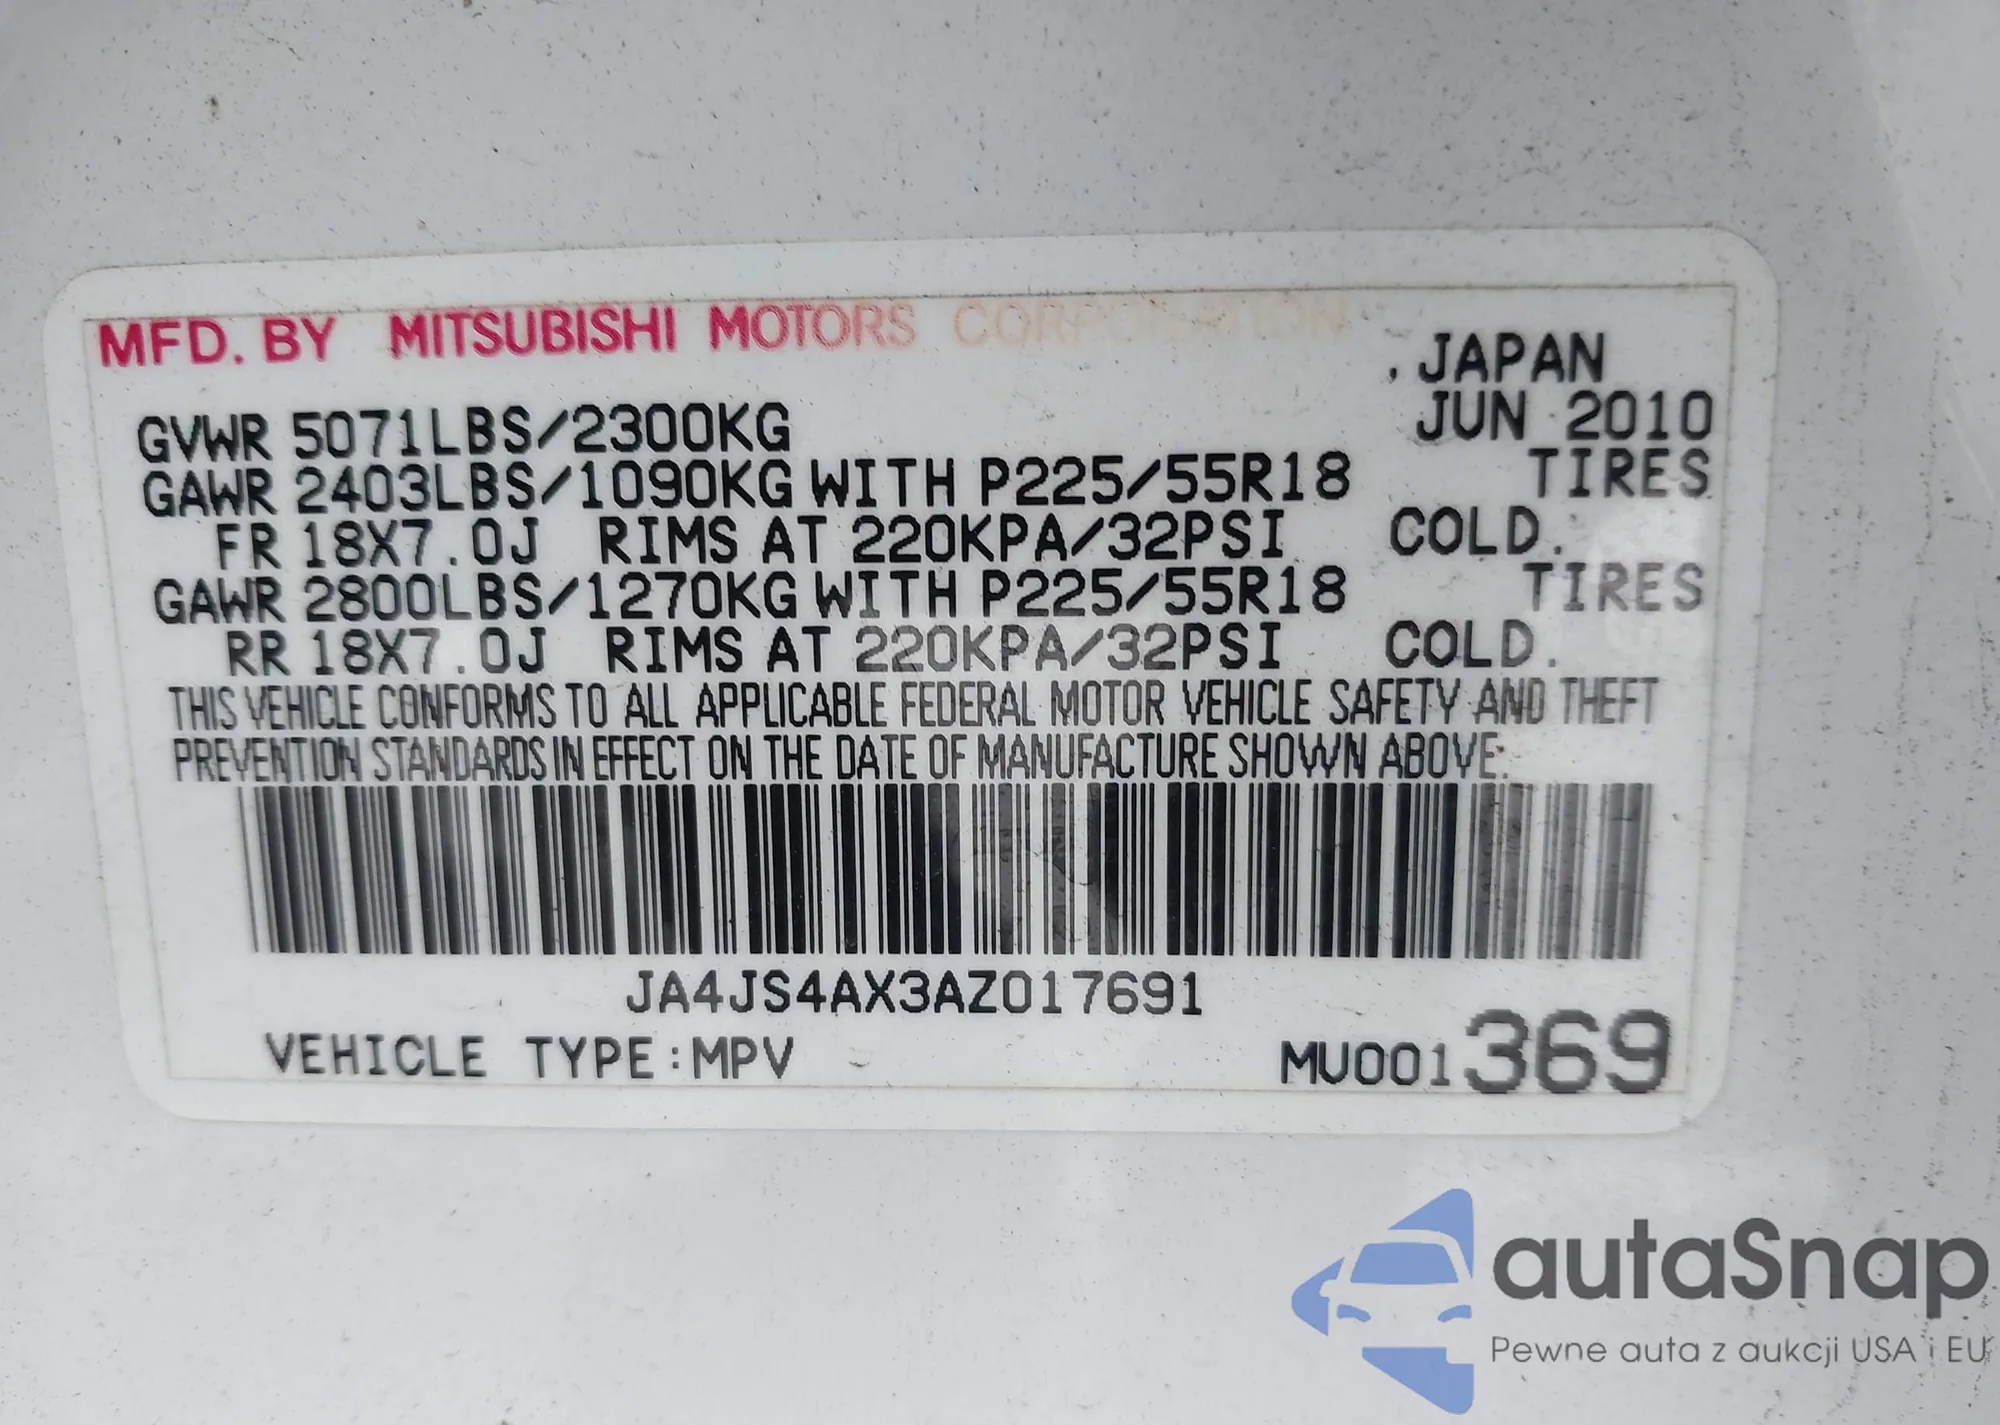 MFD. BY MITSUBISHI MOTORS CORPORATION
. JAPAN
GVWR 5071LBS/2300KG JUN 2010
GAWR 2403LBS/1090KG WITH P225/55R18 TIRES
FR 18X7.0J RIMS AT 220KPA/32PSI COLD.
GAWR 2800LBS/1270KG WITH P225/55R18 TIRES
RR 18X7.0J RIMS AT 220KPA/32PSI COLD.
THIS VEHICLE CONFORMS TO ALL APPLICABLE FEDERAL MOTOR VEHICLE SAFETY AND THEFT
PREVENTION STANDARDS IN EFFECT ON THE DATE OF MANUFACTURE SHOWN ABOVE.
JA4JS4AX3AZ017691
VEHICLE TYPE:MPV MU001369
autaSnap
Pewne auta z aukcji USA i EU